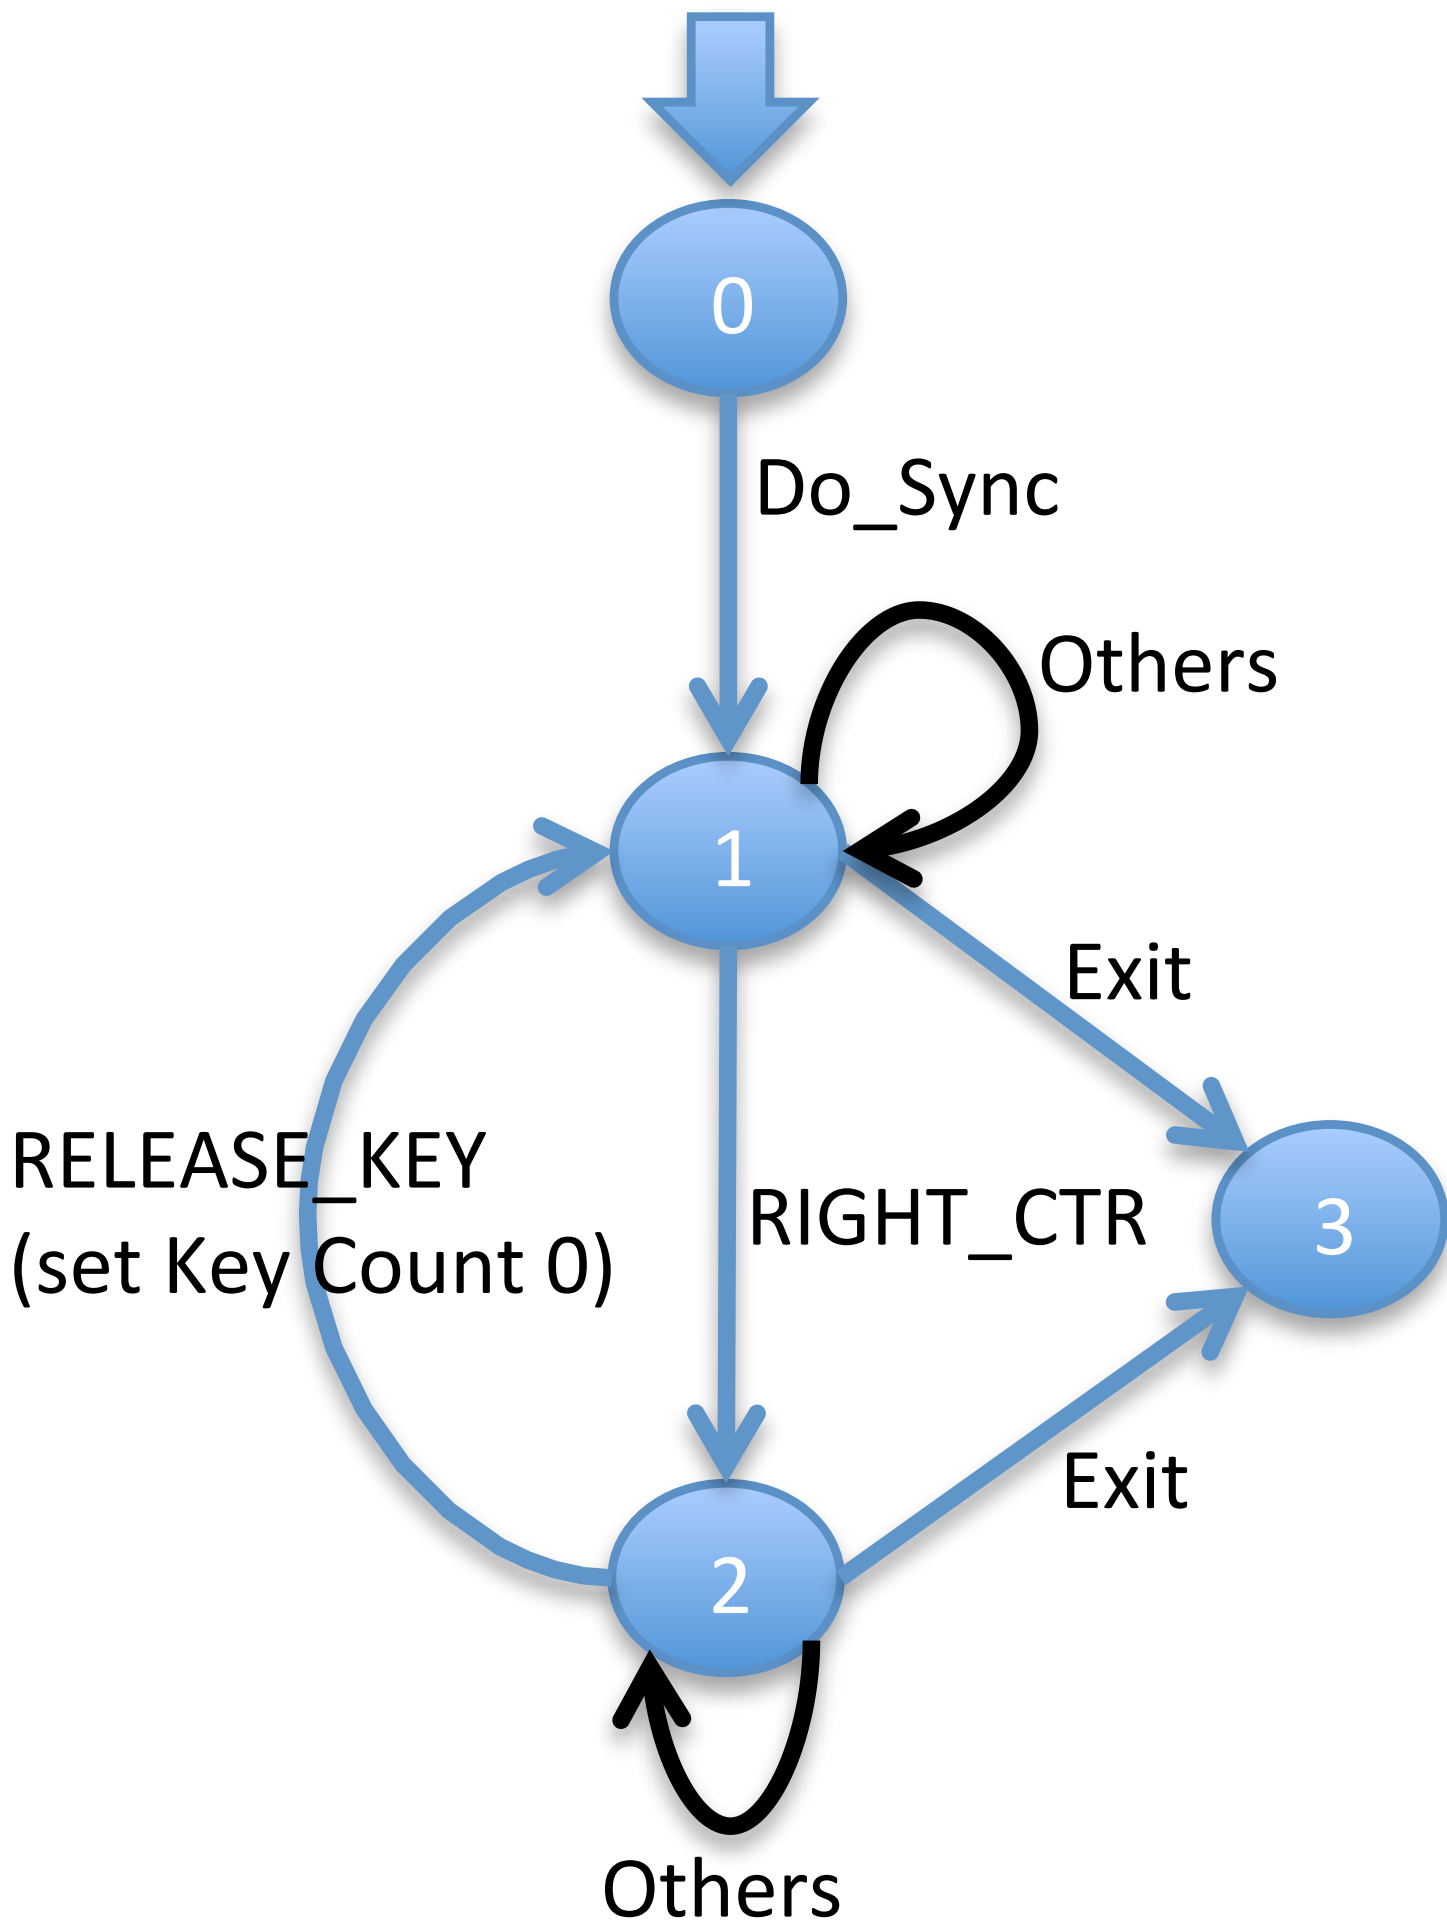 0
Do_Sync
Others
1
Exit
RELEASE_KEY
(set Key Count 0)
RIGHT_CTR
3
Exit
2
Others